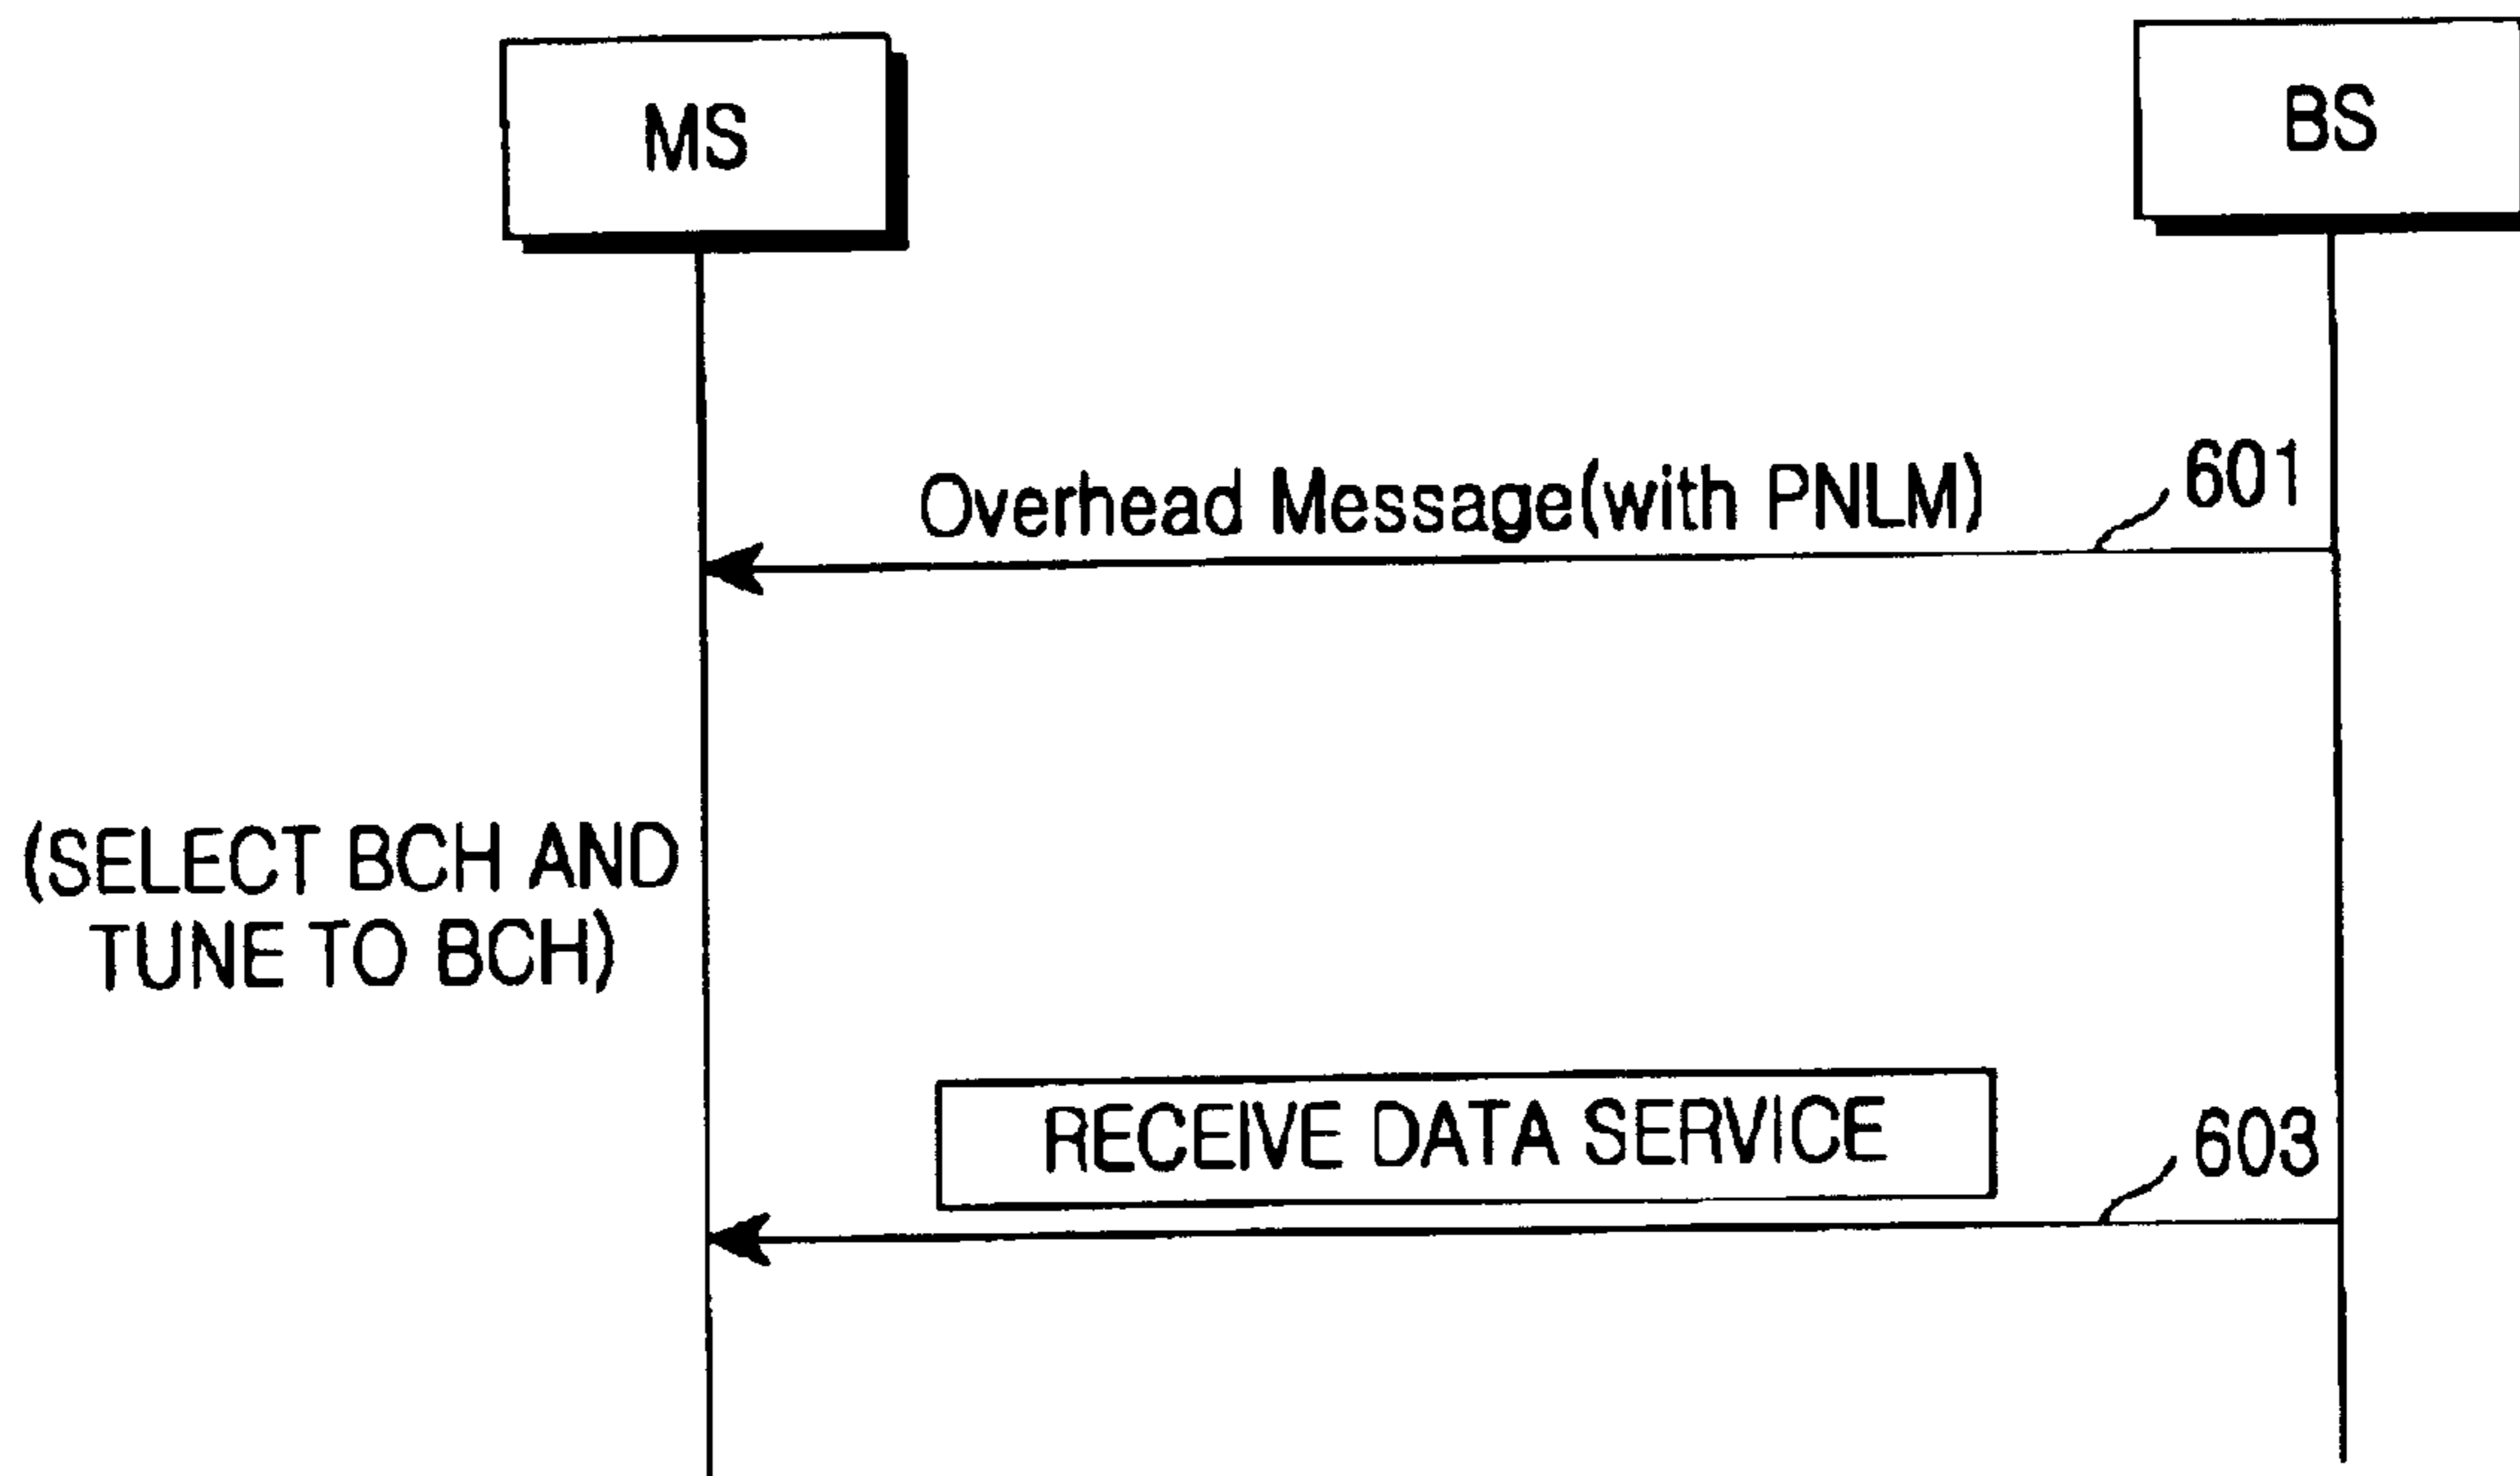 MS
BS
Overhead Message(with PNLM)
601
(SELECT BCH AND
TUNE TO BCH)
RECEIVE DATA SERVICE
603